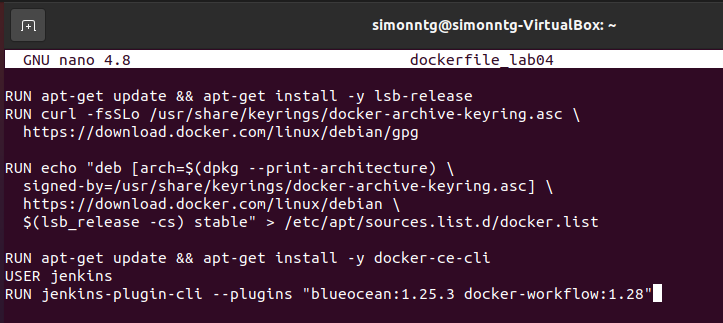 simonntg@simonntg-VirtualBox: ~
GNU nano 4.8 dockerfile_lab04
RUN apt-get update && apt-get install -y lsb-release
RUN curl -fsSLo /usr/share/keyrings/docker-archive-keyring.asc \
  https://download.docker.com/linux/debian/gpg
RUN echo "deb [arch=$(dpkg --print-architecture) \
  signed-by=/usr/share/keyrings/docker-archive-keyring.asc] \
  https://download.docker.com/linux/debian \
  $(lsb_release -cs) stable" > /etc/apt/sources.list.d/docker.list
RUN apt-get update && apt-get install -y docker-ce-cli
USER jenkins
RUN jenkins-plugin-cli --plugins "blueocean:1.25.3 docker-workflow:1.28"